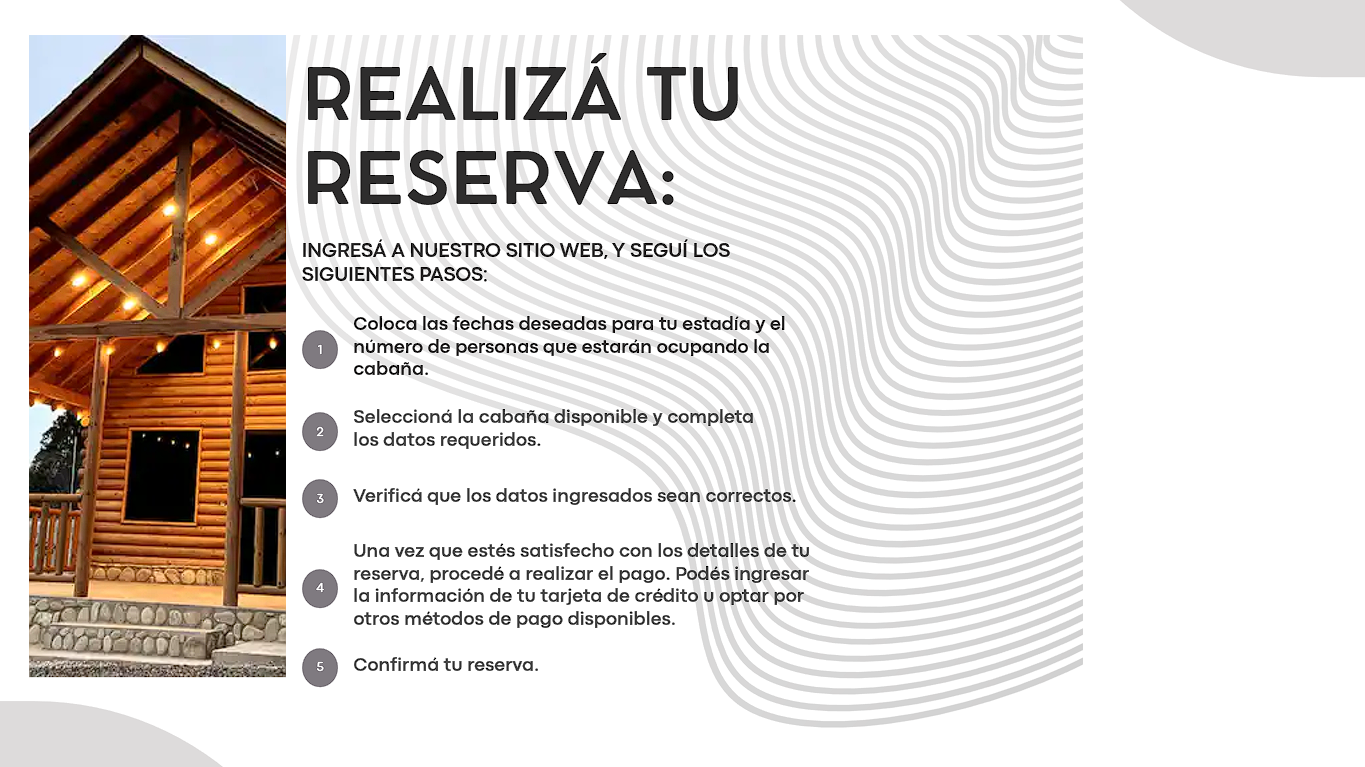 REALIZÁ TU
RESERVA:
INGRESÁ A NUESTRO SITIO WEB, Y SEGUÍ LOS
SIGUIENTES PASOS:
1
Coloca las fechas deseadas para tu estadía y el
número de personas que estarán ocupando la
cabaña.
2
Seleccioná la cabaña disponible y completa
los datos requeridos.
3
Verificá que los datos ingresados sean correctos.
4
Una vez que estés satisfecho con los detalles de tu
reserva, procedé a realizar el pago. Podés ingresar
la información de tu tarjeta de crédito u optar por
otros métodos de pago disponibles.
5
Confirmá tu reserva.